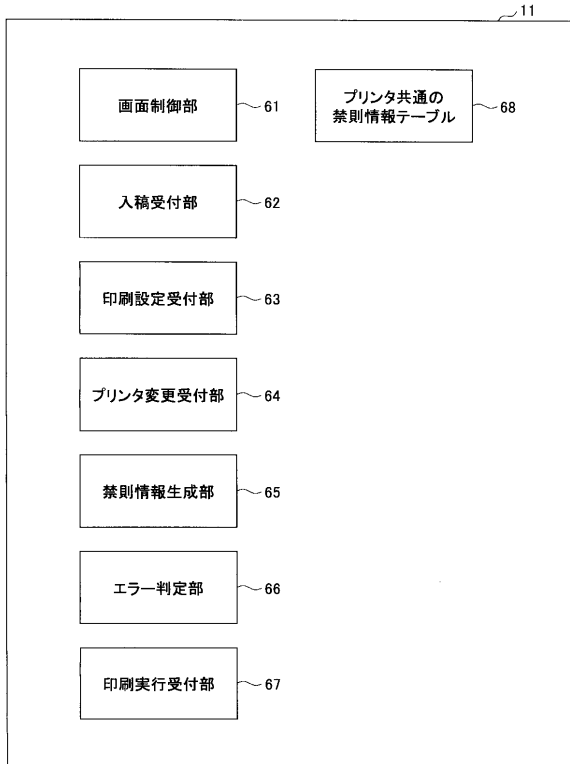 11
画面制御部
61
プリンタ共通の
禁則情報テーブル
68
入稿受付部
62
印刷設定受付部
63
プリンタ変更受付部
64
禁則情報生成部
65
エラー判定部
66
印刷実行受付部
67